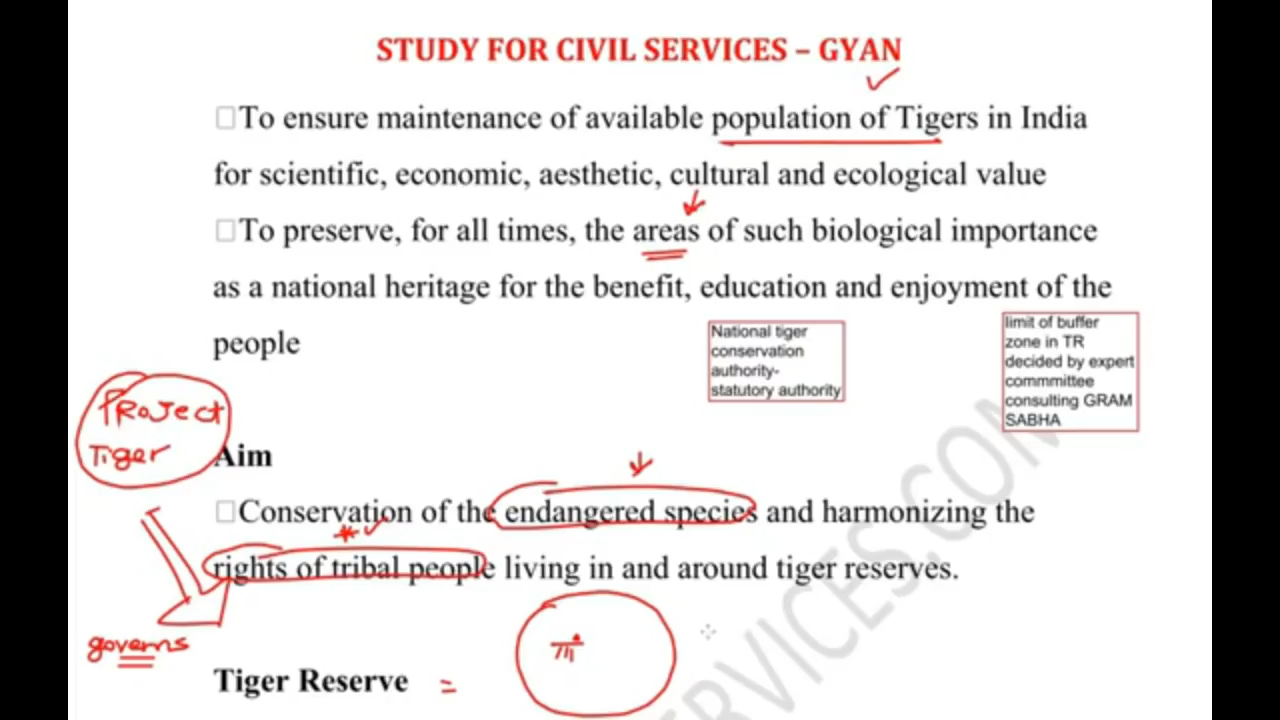 STUDY FOR CIVIL SERVICES – GYAN
To ensure maintenance of available population of Tigers in India
for scientific, economic, aesthetic, cultural and ecological value
To preserve, for all times, the areas of such biological importance
as a national heritage for the benefit, education and enjoyment of the
people
National tiger
conservation
authority-
statutory authority
limit of buffer
zone in TR
decided by expert
commmittee
consulting GRAM
SABHA
PRoject
Tiger
Aim
Conservation of the endangered species and harmonizing the
rights of tribal people living in and around tiger reserves.
governs
Tiger Reserve =